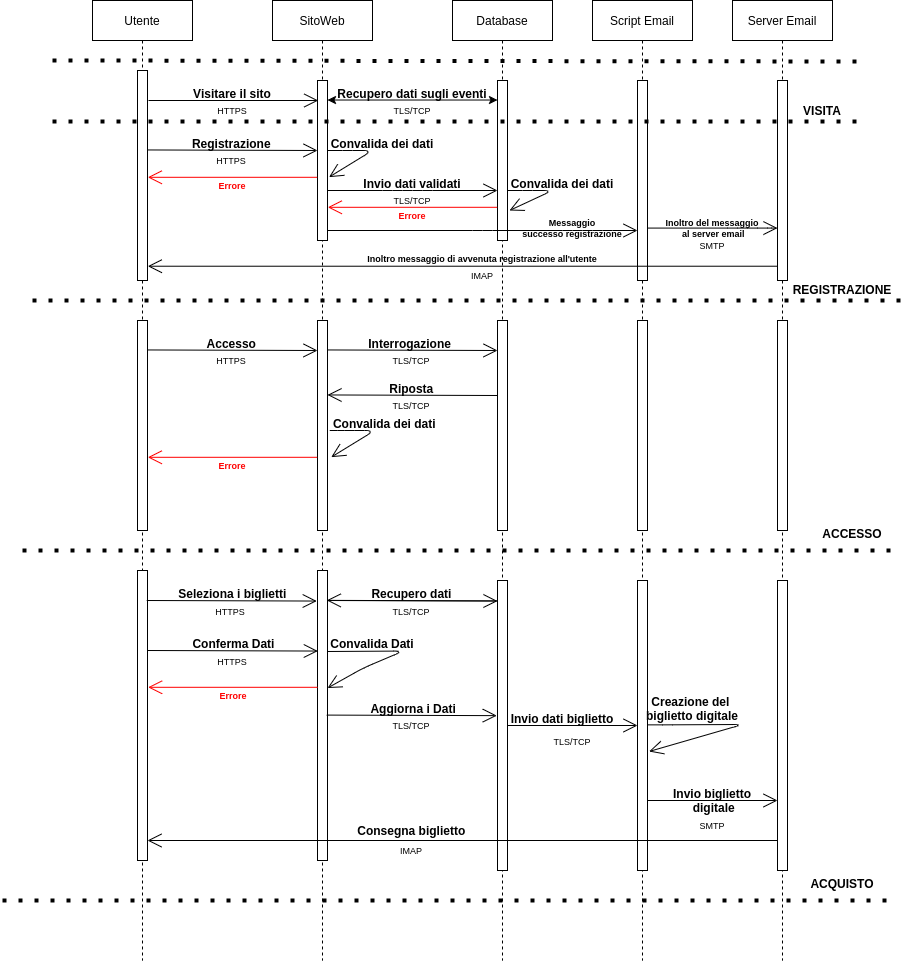 Utente
SitoWeb
Database
Script Email
Server Email
Visitare il sito
HTTPS
Recupero dati sugli eventi
TLS/TCP
VISITA
Registrazione
HTTPS
Convalida dei dati
Errore
Invio dati validati
TLS/TCP
Convalida dei dati
Errore
Messaggio
successo registrazione
Inoltro del messaggio
al server email
SMTP
Inoltro messaggio di avvenuta registrazione all'utente
IMAP
REGISTRAZIONE
Accesso
HTTPS
Interrogazione
TLS/TCP
Riposta
TLS/TCP
Convalida dei dati
Errore
ACCESSO
Seleziona i biglietti
HTTPS
Recupero dati
TLS/TCP
Conferma Dati
HTTPS
Convalida Dati
Errore
Aggiorna i Dati
TLS/TCP
Invio dati biglietto
TLS/TCP
Creazione del
biglietto digitale
Invio biglietto
digitale
SMTP
Consegna biglietto
IMAP
ACQUISTO